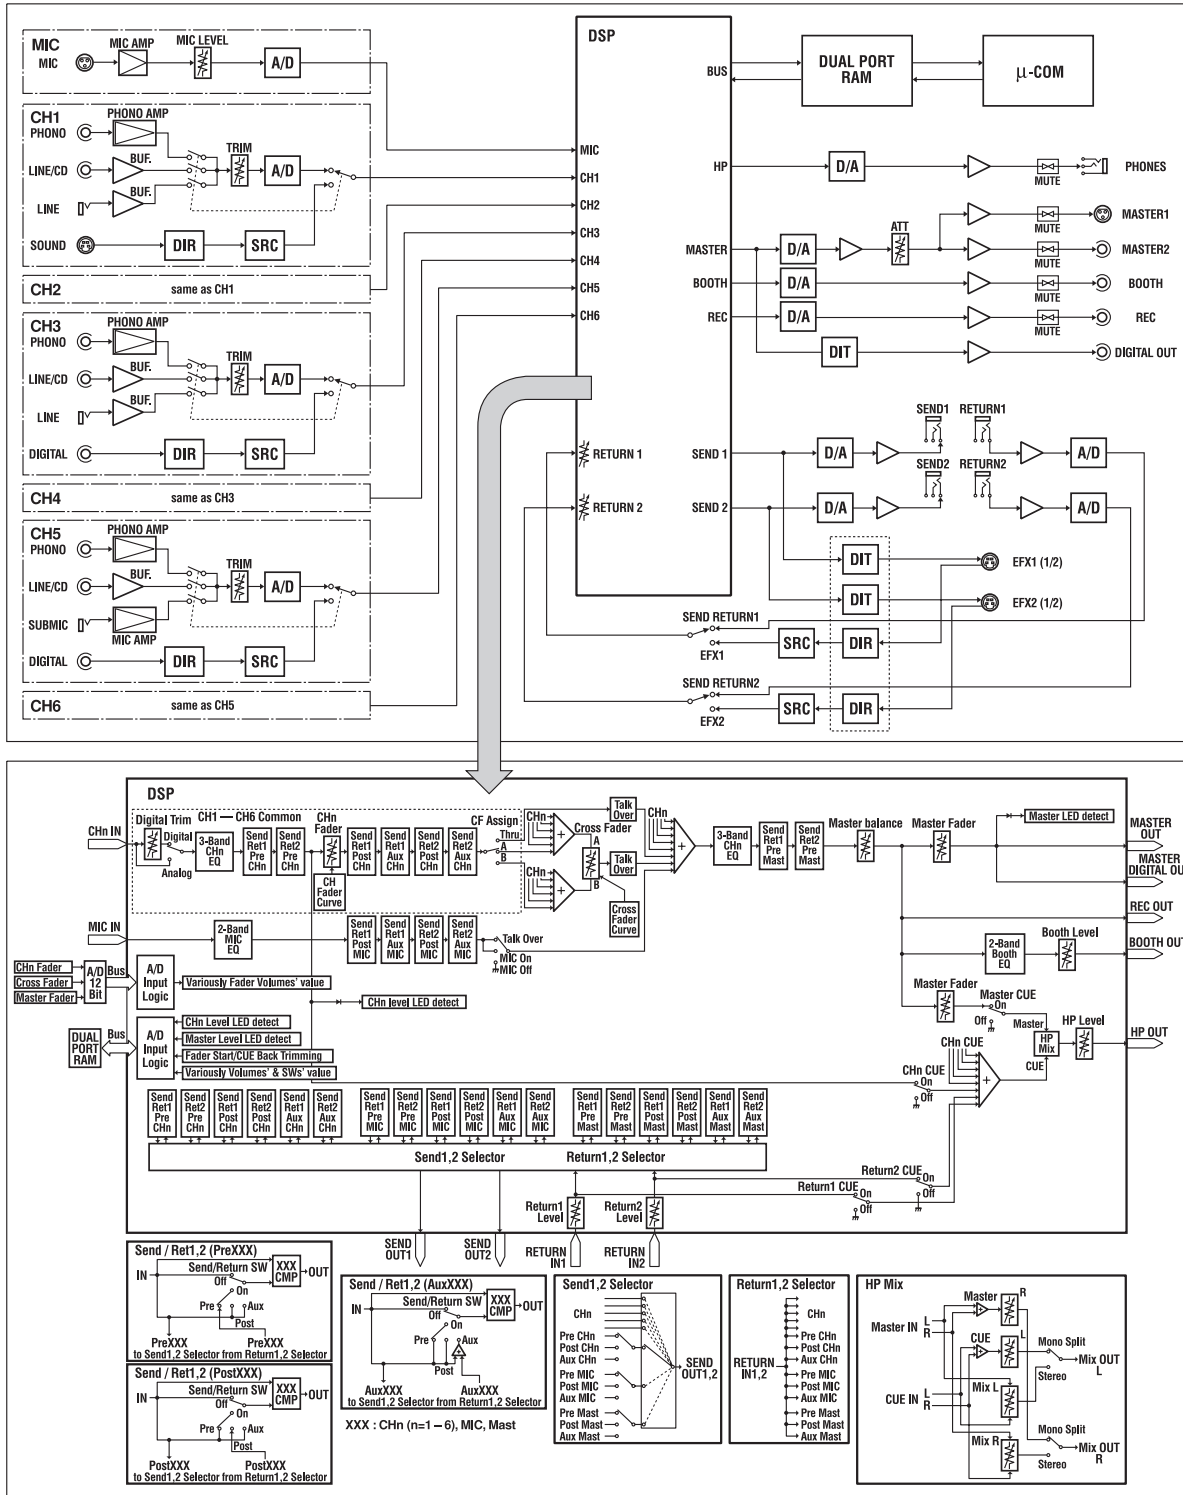 MIC
MIC
MIC AMP
MIC LEVEL
A/D
CH1
PHONO
PHONO AMP
LINE/CD
BUF.
TRIM
A/D
LINE
BUF.
SOUND
DIR
SRC
CH2
same as CH1
CH3
PHONO
PHONO AMP
LINE/CD
BUF.
TRIM
A/D
LINE
BUF.
DIGITAL
DIR
SRC
CH4
same as CH3
CH5
PHONO
PHONO AMP
LINE/CD
BUF.
TRIM
A/D
SUBMIC
MIC AMP
DIGITAL
DIR
SRC
CH6
same as CH5
DSP
MIC
CH1
CH2
CH3
CH4
CH5
CH6
RETURN 1
RETURN 2
BUS
HP
MASTER
BOOTH
REC
SEND 1
SEND 2
DUAL PORT
RAM
μ-COM
D/A
MUTE
PHONES
D/A
ATT
MUTE
MASTER1
MUTE
MASTER2
D/A
MUTE
BOOTH
D/A
MUTE
REC
DIT
DIGITAL OUT
SEND1
RETURN1
D/A
A/D
SEND2
RETURN2
D/A
A/D
DIT
EFX1 (1/2)
DIT
EFX2 (1/2)
SEND RETURN1
EFX1
SRC
DIR
SEND RETURN2
EFX2
SRC
DIR
DSP
CHn IN
Digital Trim
CH1 — CH6 Common
Digital
Analog
3-Band
CHn
EQ
Send
Ret1
Pre
CHn
Send
Ret2
Pre
CHn
CHn
Fader
CH
Fader
Curve
Send
Ret1
Post
CHn
Send
Ret1
Aux
CHn
Send
Ret2
Post
CHn
Send
Ret2
Aux
CHn
CF Assign
Thru
A
B
CHn
CHn
Cross Fader
A
B
Talk
Over
Talk
Over
Cross
Fader
Curve
CHn
3-Band
CHn
EQ
Send
Ret1
Pre
Mast
Send
Ret2
Pre
Mast
Master balance
Master Fader
Master LED detect
MASTER
OUT
MASTER
DIGITAL OUT
REC OUT
BOOTH OUT
HP OUT
MIC IN
2-Band
MIC
EQ
Send
Ret1
Post
MIC
Send
Ret1
Aux
MIC
Send
Ret2
Post
MIC
Send
Ret2
Aux
MIC
Talk Over
MIC On
MIC Off
2-Band
Booth
EQ
Booth Level
CHn Fader
Cross Fader
Master Fader
A/D
12
Bit
Bus
A/D
Input
Logic
Variously Fader Volumes' value
CHn level LED detect
DUAL
PORT
RAM
Bus
A/D
Input
Logic
CHn Level LED detect
Master Level LED detect
Fader Start/CUE Back Trimming
Variously Volumes' & SWs' value
Master Fader
Master CUE
On
Off
Master
HP
Mix
CUE
HP Level
CHn CUE
CHn CUE
On
Off
Send
Ret1
Pre
CHn
Send
Ret2
Pre
CHn
Send
Ret1
Post
CHn
Send
Ret2
Post
CHn
Send
Ret1
Aux
CHn
Send
Ret2
Aux
CHn
Send
Ret1
Pre
MIC
Send
Ret2
Pre
MIC
Send
Ret1
Post
MIC
Send
Ret2
Post
MIC
Send
Ret1
Aux
MIC
Send
Ret2
Aux
MIC
Send
Ret1
Pre
Mast
Send
Ret2
Pre
Mast
Send
Ret1
Post
Mast
Send
Ret2
Post
Mast
Send
Ret1
Aux
Mast
Send
Ret2
Aux
Mast
Send1,2 Selector
Return1,2 Selector
Return2 CUE
On
Off
Return1 CUE
On
Off
Return1
Level
Return2
Level
SEND
OUT1
SEND
OUT2
RETURN
IN1
RETURN
IN2
Send / Ret1,2 (PreXXX)
IN
Send/Return SW
XXX
CMP
OUT
Off
On
Pre
Aux
Post
PreXXX
PreXXX
to Send1,2 Selector from Return1,2 Selector
Send / Ret1,2 (PostXXX)
IN
Send/Return SW
XXX
CMP
OUT
Off
On
Pre
Aux
Post
PostXXX
PostXXX
to Send1,2 Selector from Return1,2 Selector
Send / Ret1,2 (AuxXXX)
IN
Send/Return SW
XXX
CMP
OUT
Off
On
Pre
Aux
Post
AuxXXX
AuxXXX
to Send1,2 Selector from Return1,2 Selector
XXX : CHn (n=1 – 6), MIC, Mast
Send1,2 Selector
CHn
Pre CHn
Post CHn
Aux CHn
Pre MIC
Post MIC
Aux MIC
Pre Mast
Post Mast
Aux Mast
SEND
OUT1,2
Return1,2 Selector
CHn
Pre CHn
Post CHn
Aux CHn
RETURN
IN1,2
Pre MIC
Post MIC
Aux MIC
Pre Mast
Post Mast
Aux Mast
HP Mix
Master
R
Master IN
L
R
CUE
L
Mono Split
Mix OUT
L
Stereo
CUE IN
L
R
Mix L
Mix R
Mono Split
Mix OUT
R
Stereo